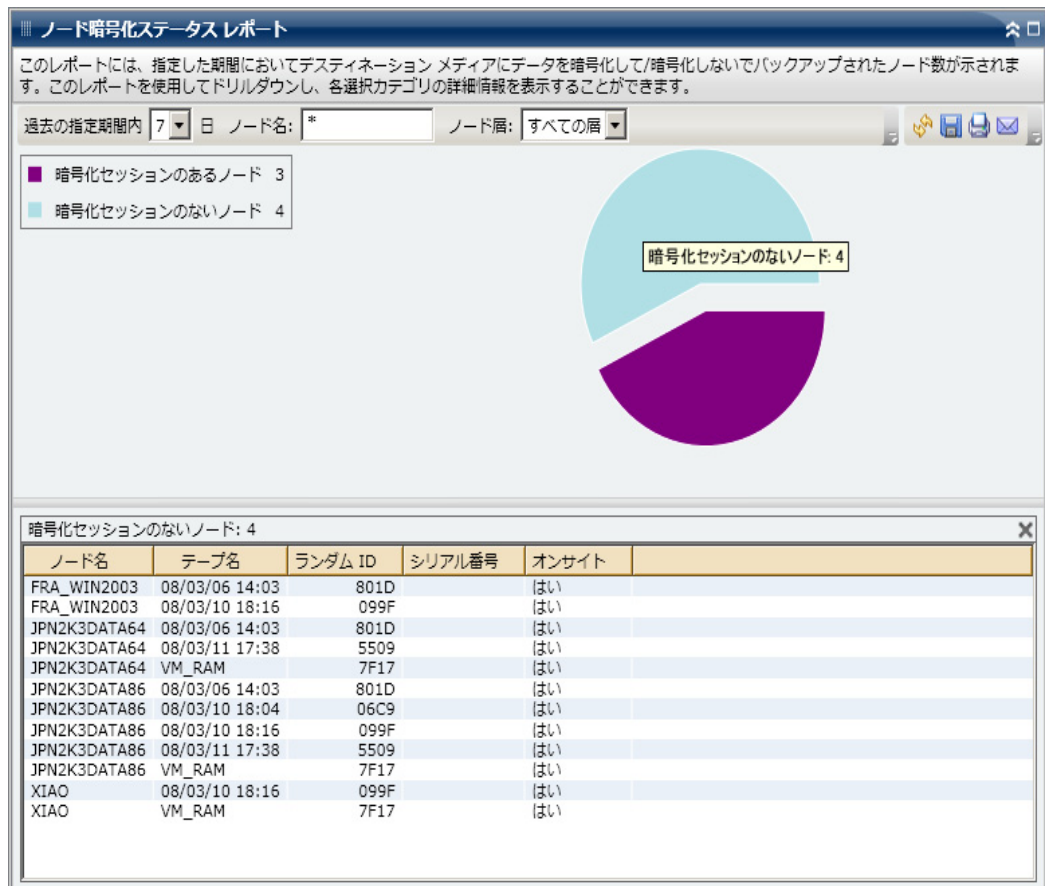 ノード暗号化ステータス レポート
このレポートには、指定した期間においてデスティネーション メディアにデータを暗号化して/暗号化しないでバックアップされたノード数が示されま
す。このレポートを使用してドリルダウンし、各選択カテゴリの詳細情報を表示することができます。
過去の指定期間内 7 日 ノード名: * ノード層: すべての層
暗号化セッションのあるノード 3
暗号化セッションのないノード 4
暗号化セッションのないノード: 4
暗号化セッションのないノード: 4
ノード名 テープ名 ランダム ID シリアル番号 オンサイト
FRA_WIN2003 08/03/06 14:03 801D はい
FRA_WIN2003 08/03/10 18:16 099F はい
JPN2K3DATA64 08/03/06 14:03 801D はい
JPN2K3DATA64 08/03/11 17:38 5509 はい
JPN2K3DATA64 VM_RAM 7F17 はい
JPN2K3DATA86 08/03/06 14:03 801D はい
JPN2K3DATA86 08/03/10 18:04 06C9 はい
JPN2K3DATA86 08/03/10 18:16 099F はい
JPN2K3DATA86 08/03/11 17:38 5509 はい
JPN2K3DATA86 VM_RAM 7F17 はい
XIAO 08/03/10 18:16 099F はい
XIAO VM_RAM 7F17 はい